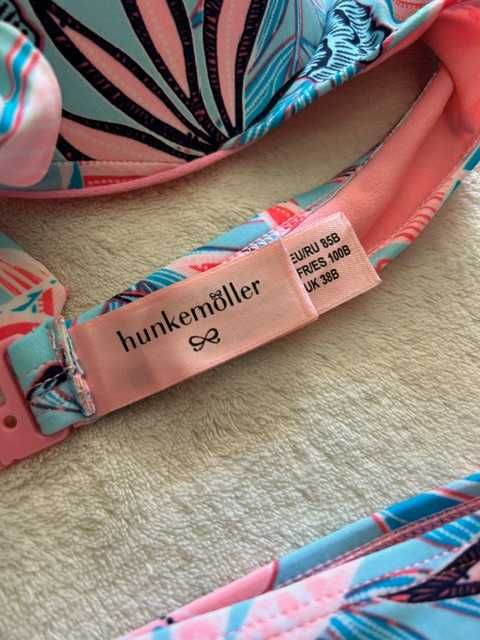 hunkemöller
EU/RU 85B
FR/ES 100B
UK 38B